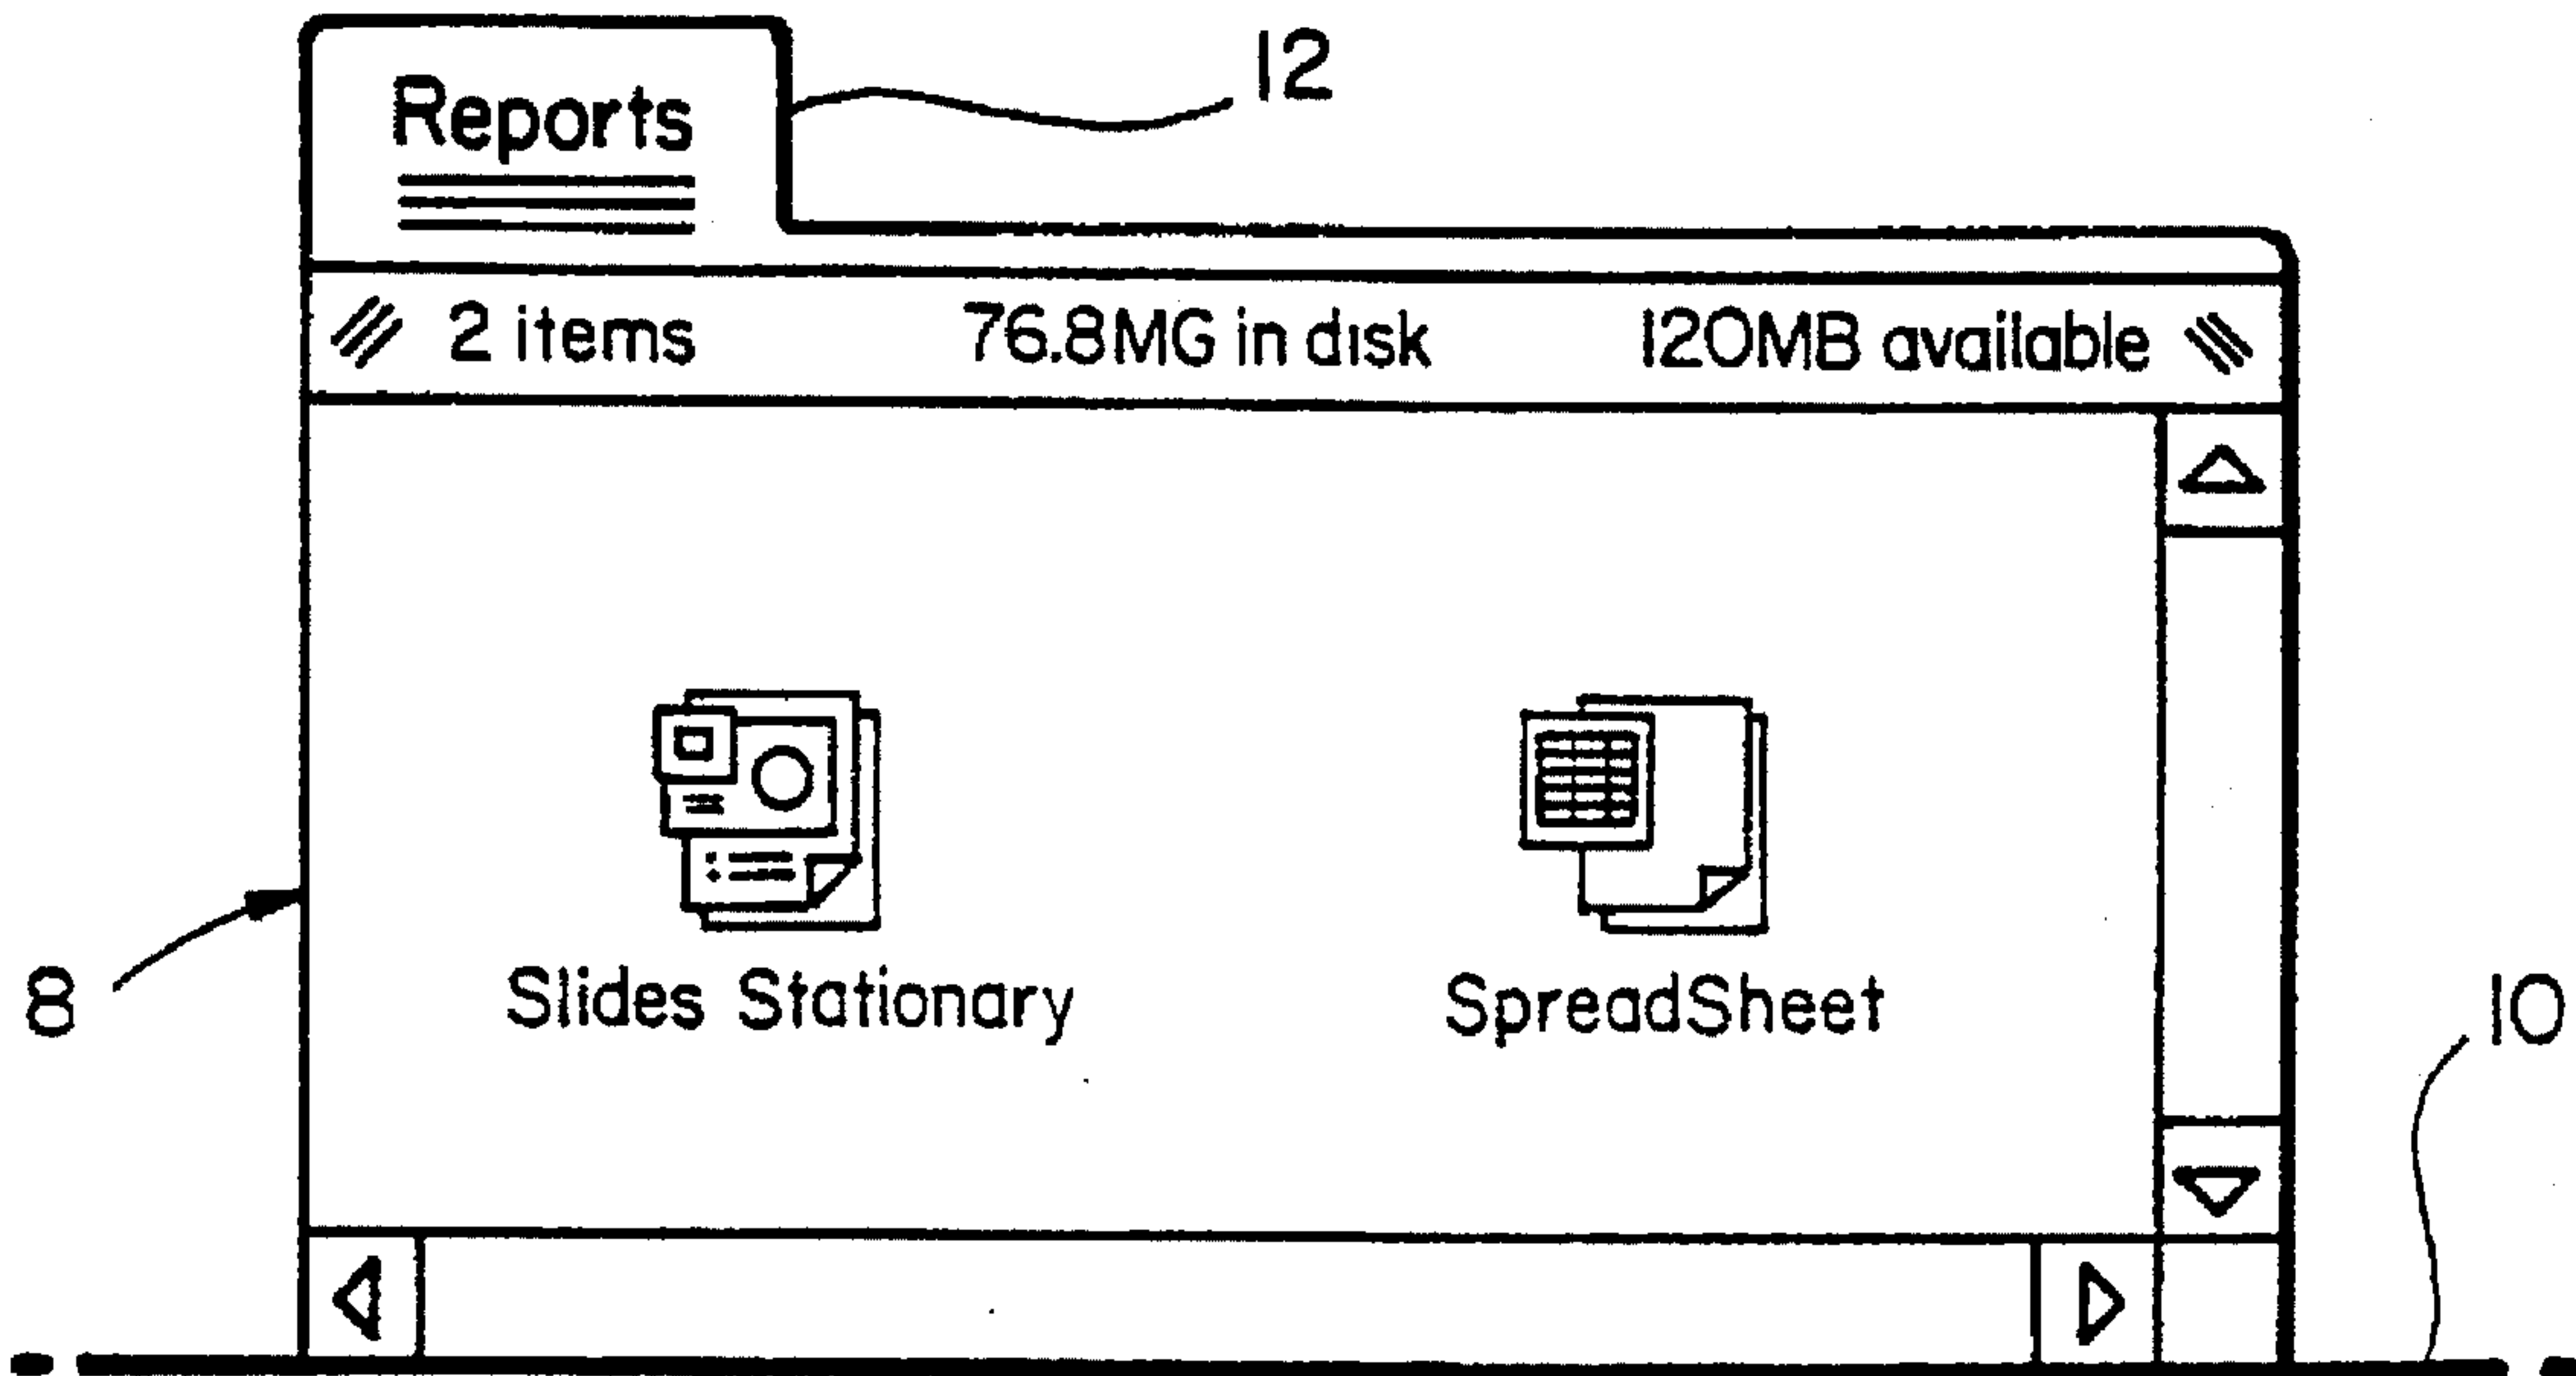 12
Reports
2 items 76.8MG in disk 120MB available
8
Slides Stationary SpreadSheet
10